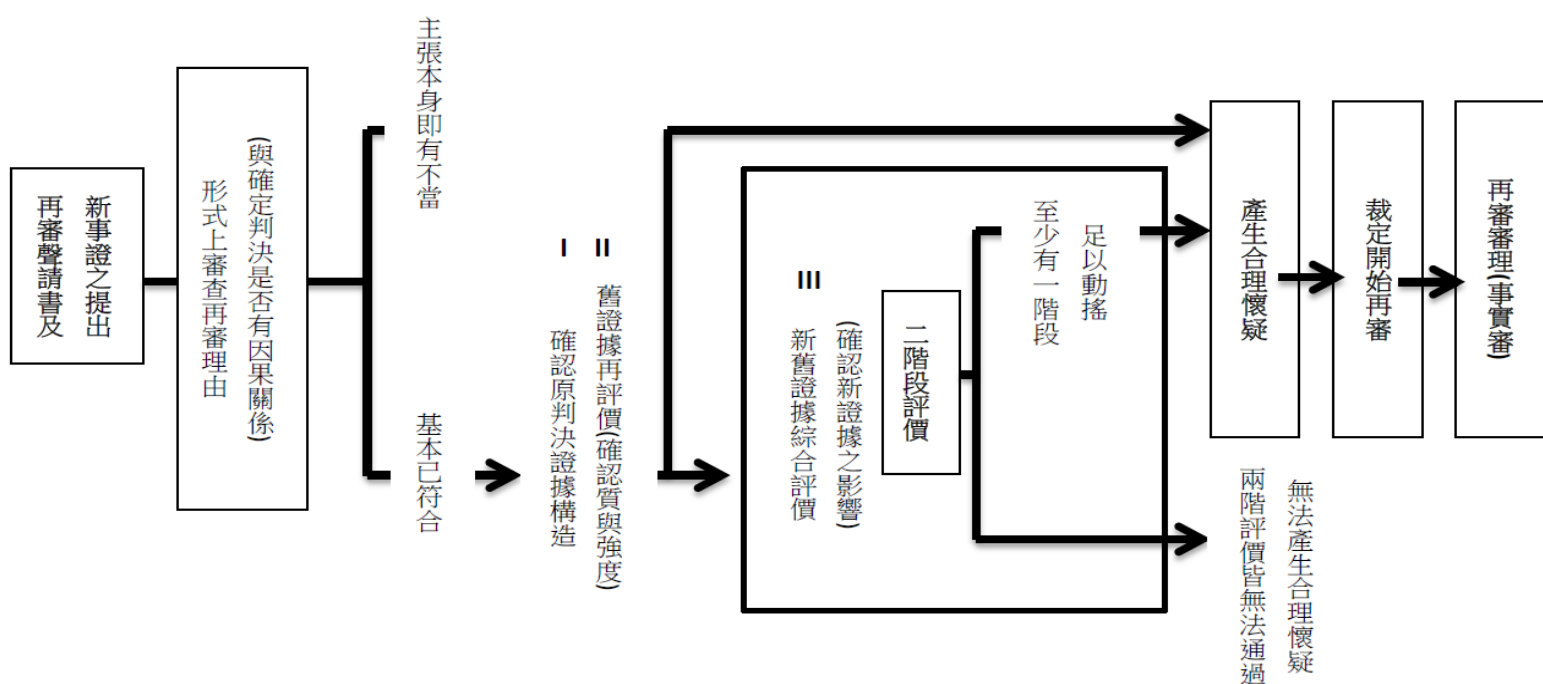 再審聲請書及
新事證之提出
形式上審查再審理由
(與確定判決是否有因果關係)
主張本身即有不當
基本已符合
I
確認原判決證據構造
II
舊證據再評價(確認質與強度)
III
新舊證據綜合評價
(確認新證據之影響)
二階段評價
至少有一階段
足以動搖
兩階評價皆無法通過
無法產生合理懷疑
產生合理懷疑
裁定開始再審
再審審理(事實審)